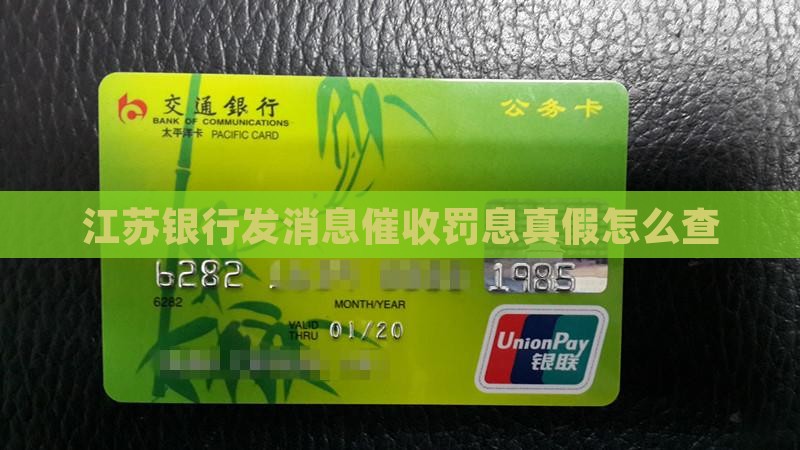 交通銀行
公务卡
BANK OF COMMUNICATIONS
太平洋卡 PACIFIC CARD
江苏银行发消息催收罚息真假怎么查
6282 1985
6282
MONTH/YEAR
VALID THRU 01/20
UnionPay
银联